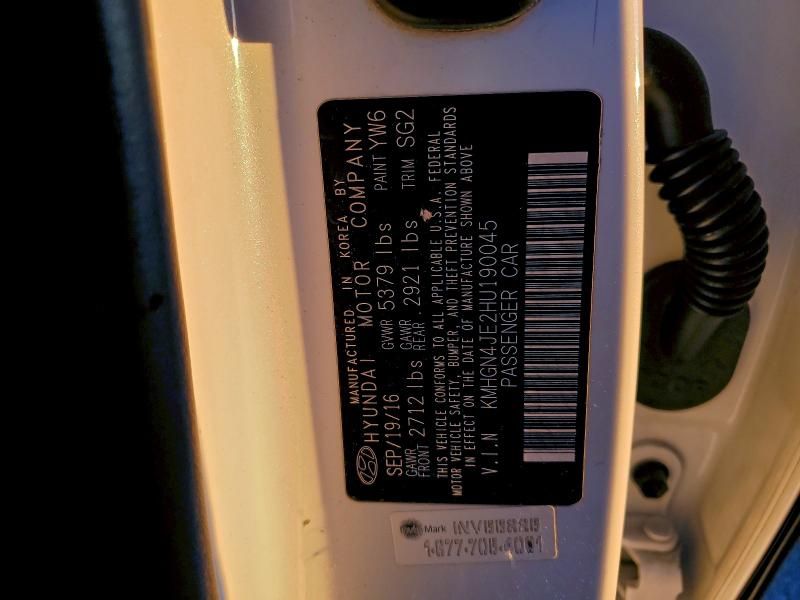 MANUFACTURED IN KOREA BY
HYUNDAI MOTOR COMPANY
SEP/19/16 GVWR 5379 lbs PAINT YW6
GAWR FRONT 2712 lbs GAWR REAR 2921 lbs TRIM SG2
THIS VEHICLE CONFORMS TO ALL APPLICABLE U.S.A. FEDERAL
MOTOR VEHICLE SAFETY, BUMPER, AND THEFT PREVENTION STANDARDS
IN EFFECT ON THE DATE OF MANUFACTURE SHOWN ABOVE
V.I.N KMHGN4JE2HU190045
PASSENGER CAR
Mark